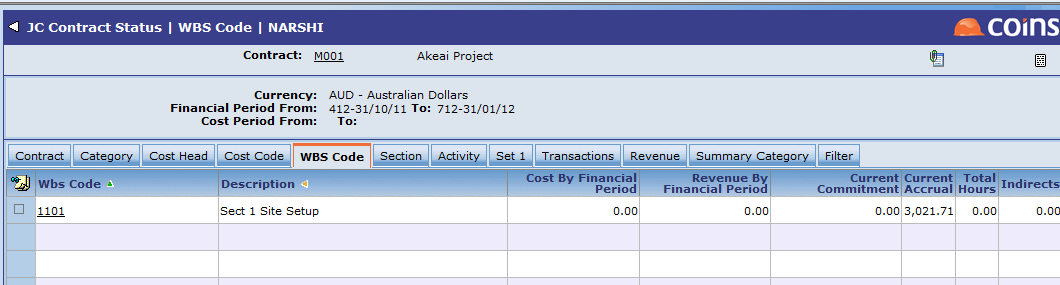 JC Contract Status | WBS Code | NARSHI
coins
Contract: M001 Akeai Project
Currency: AUD - Australian Dollars
Financial Period From: 412-31/10/11 To: 712-31/01/12
Cost Period From: To:
Contract Category Cost Head Cost Code WBS Code Section Activity Set 1 Transactions Revenue Summary Category Filter
Wbs Code Description Cost By Financial Period Revenue By Financial Period Current Commitment Current Accrual Total Hours Indirects
1101 Sect 1 Site Setup 0.00 0.00 0.00 3,021.71 0.00 0.00